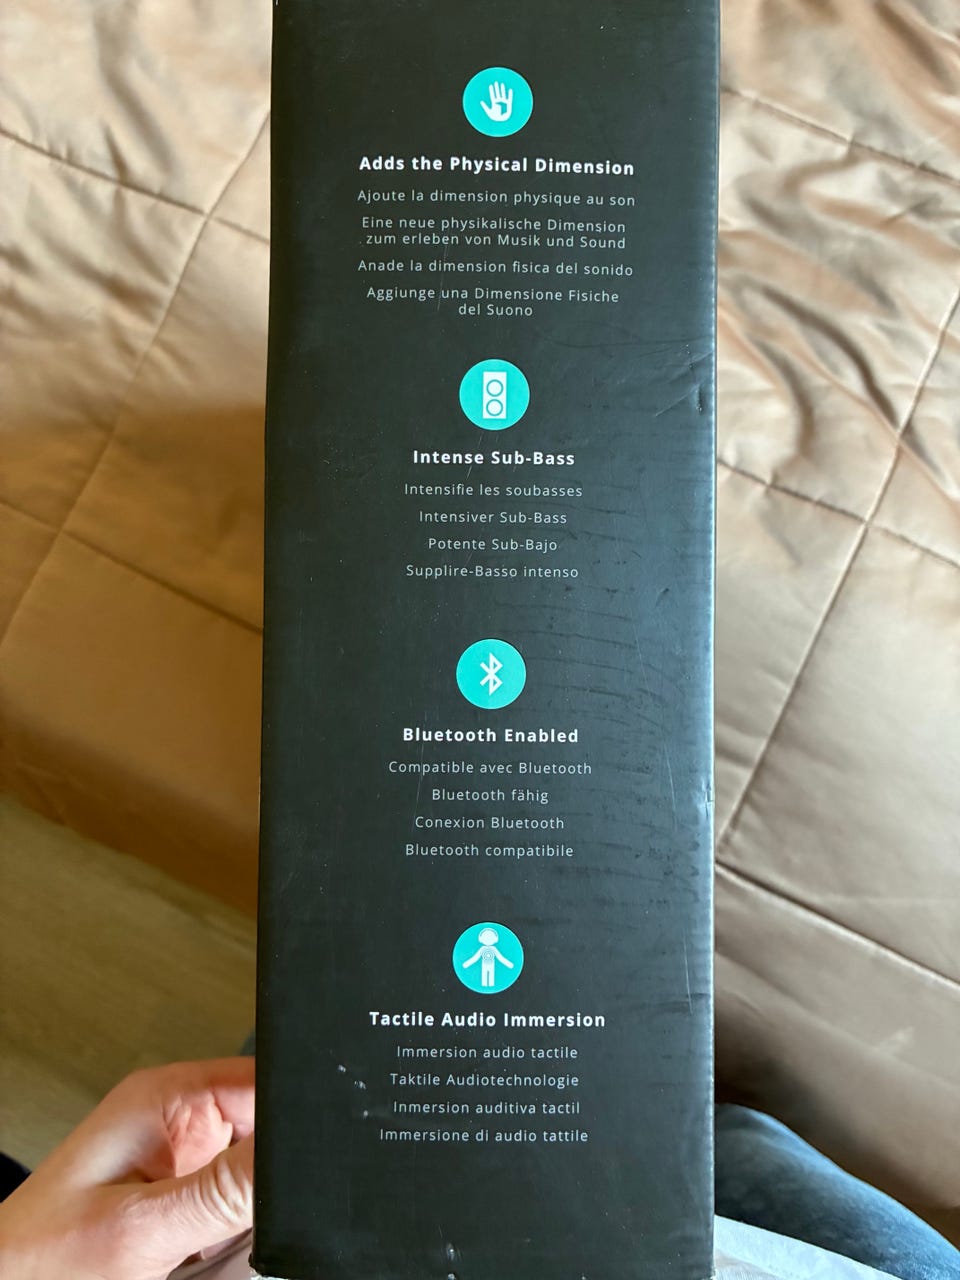 Adds the Physical Dimension
Ajoute la dimension physique au son
Eine neue physikalische Dimension
zum erleben von Musik und Sound
Anade la dimension fisica del sonido
Aggiunge una Dimensione Fisiche
del Suono
Intense Sub-Bass
Intensifie les soubasses
Intensiver Sub-Bass
Potente Sub-Bajo
Supplire-Basso intenso
Bluetooth Enabled
Compatible avec Bluetooth
Bluetooth fähig
Conexion Bluetooth
Bluetooth compatibile
Tactile Audio Immersion
Immersion audio tactile
Taktile Audiotechnologie
Inmersion auditiva tactil
Immersione di audio tattile